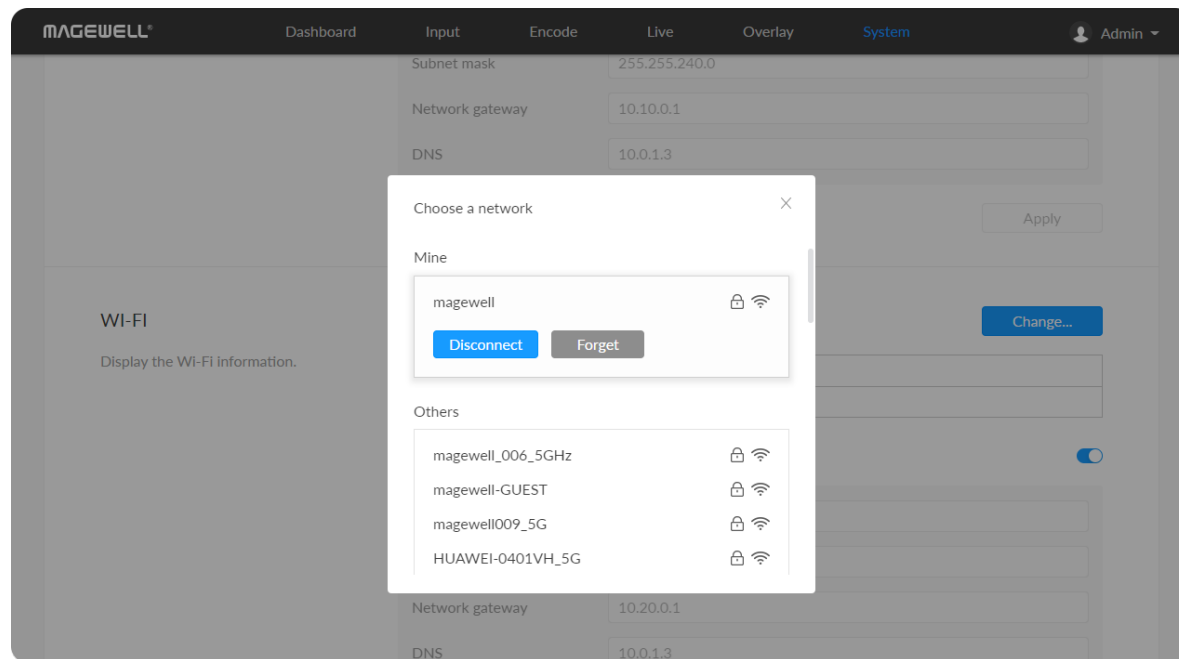 MAGEWELL® Dashboard Input Encode Live Overlay System Admin
Subnet mask 255.255.240.0
Network gateway 10.10.0.1
DNS 10.0.1.3
Apply
Choose a network
Mine
magewell
Disconnect Forget
Others
magewell_006_5GHz
magewell-GUEST
magewell009_5G
HUAWEI-0401VH_5G
WI-FI
Change...
Display the Wi-Fi information.
Network gateway 10.20.0.1
DNS 10.0.1.3